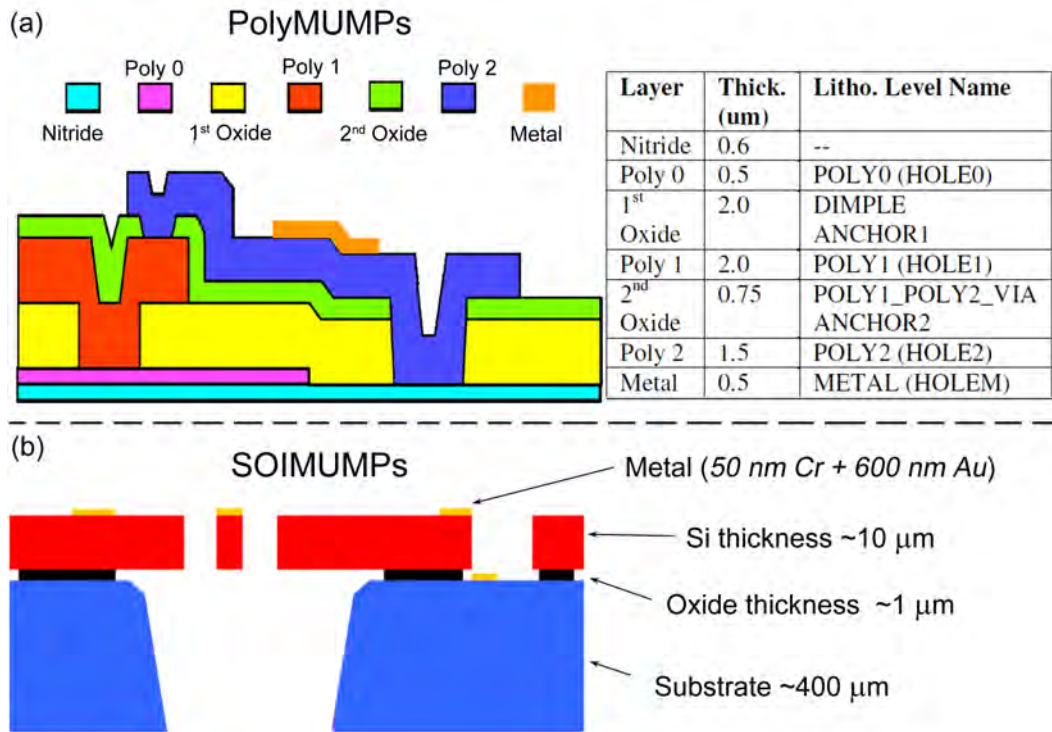 (a)
PolyMUMPs
Poly 0 Poly 1 Poly 2
Nitride 1st Oxide 2nd Oxide Metal
Layer Thick. (um) Litho. Level Name
Nitride 0.6 --
Poly 0 0.5 POLY0 (HOLE0)
1st Oxide 2.0 DIMPLE ANCHOR1
Poly 1 2.0 POLY1 (HOLE1)
2nd Oxide 0.75 POLY1_POLY2_VIA ANCHOR2
Poly 2 1.5 POLY2 (HOLE2)
Metal 0.5 METAL (HOLEM)
(b)
SOIMUMPs
Metal (50 nm Cr + 600 nm Au)
Si thickness ~10 μm
Oxide thickness ~1 μm
Substrate ~400 μm